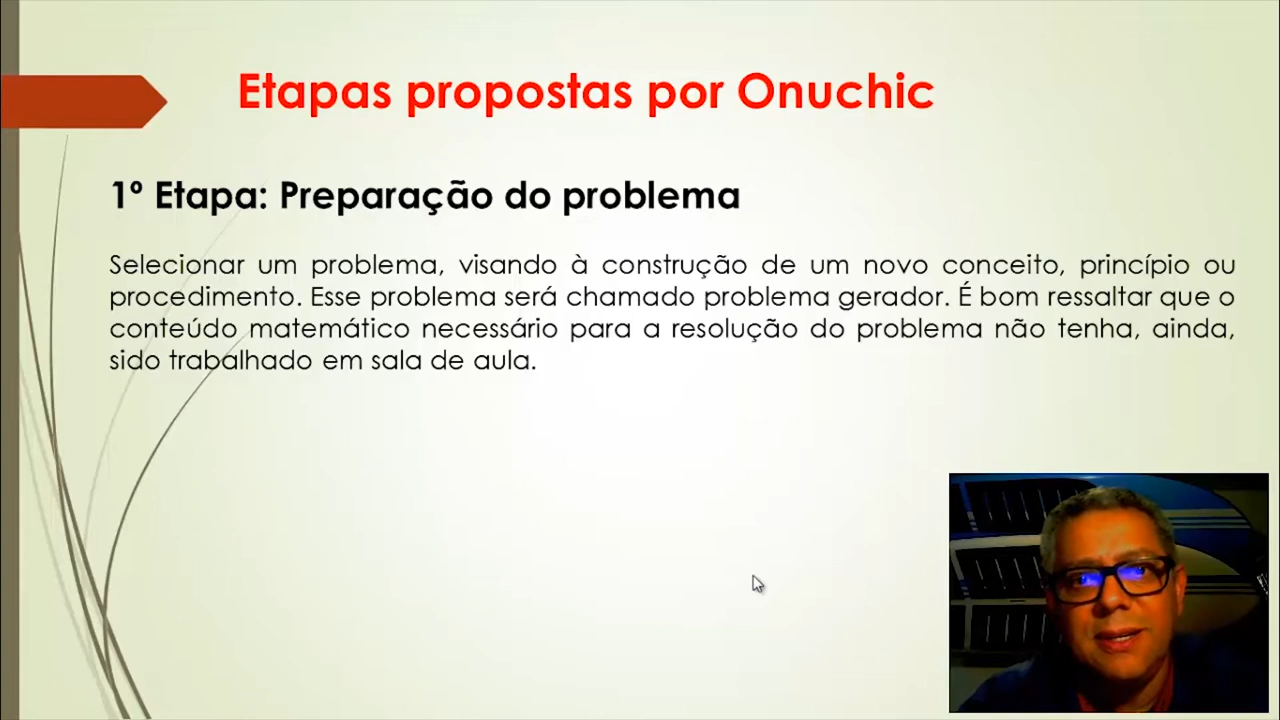 Etapas propostas por Onuchic
1º Etapa: Preparação do problema
Selecionar um problema, visando à construção de um novo conceito, princípio ou
procedimento. Esse problema será chamado problema gerador. É bom ressaltar que o
conteúdo matemático necessário para a resolução do problema não tenha, ainda,
sido trabalhado em sala de aula.